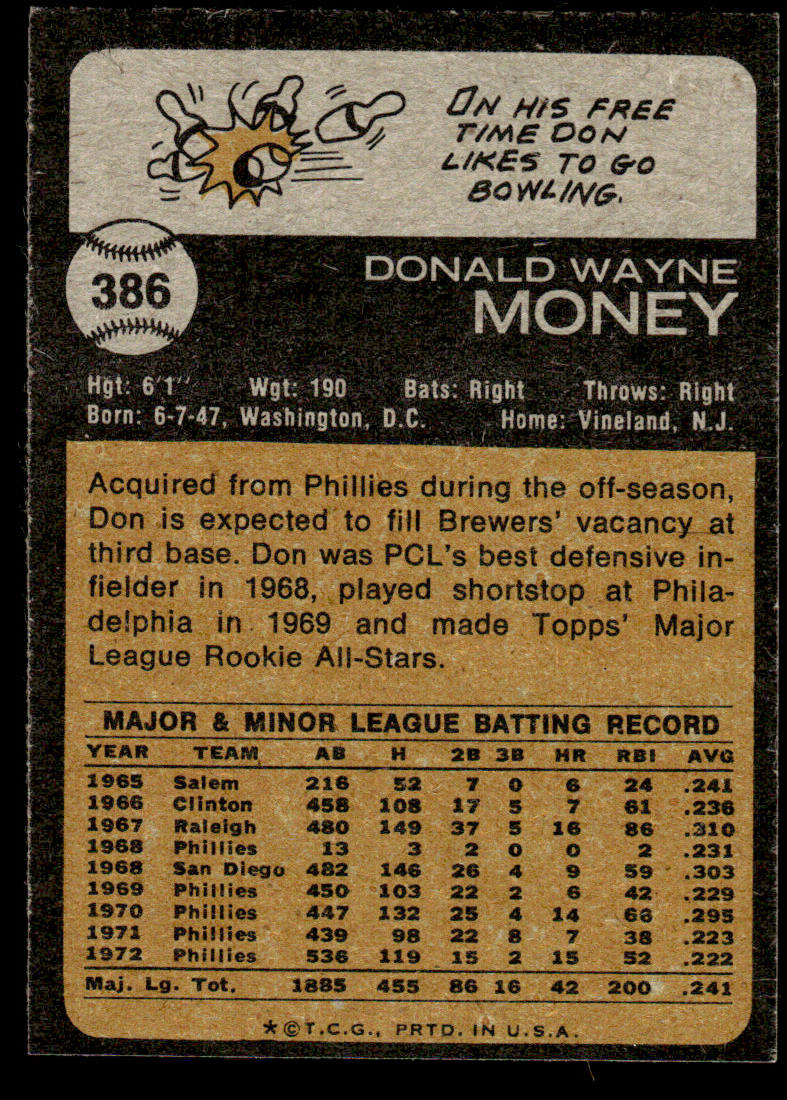 ON HIS FREE
TIME DON
LIKES TO GO
BOWLING.
386
DONALD WAYNE
MONEY
Hgt: 6'1" Wgt: 190 Bats: Right Throws: Right
Born: 6-7-47, Washington, D.C. Home: Vineland, N.J.
Acquired from Phillies during the off-season,
Don is expected to fill Brewers' vacancy at
third base. Don was PCL's best defensive in-
fielder in 1968, played shortstop at Phila-
delphia in 1969 and made Topps' Major
League Rookie All-Stars.
MAJOR & MINOR LEAGUE BATTING RECORD
YEAR TEAM AB H 2B 3B HR RBI AVG
1965 Salem 216 52 7 0 6 24 .241
1966 Clinton 458 108 17 5 7 61 .236
1967 Raleigh 480 149 37 5 16 86 .310
1968 Phillies 13 3 2 0 0 2 .231
1968 San Diego 482 146 26 4 9 59 .303
1969 Phillies 450 103 22 2 6 42 .229
1970 Phillies 447 132 25 4 14 66 .295
1971 Phillies 439 98 22 8 7 38 .223
1972 Phillies 536 119 15 2 15 52 .222
Maj. Lg. Tot. 1885 455 86 16 42 200 .241
*©T.C.G., PRTD. IN U.S.A.